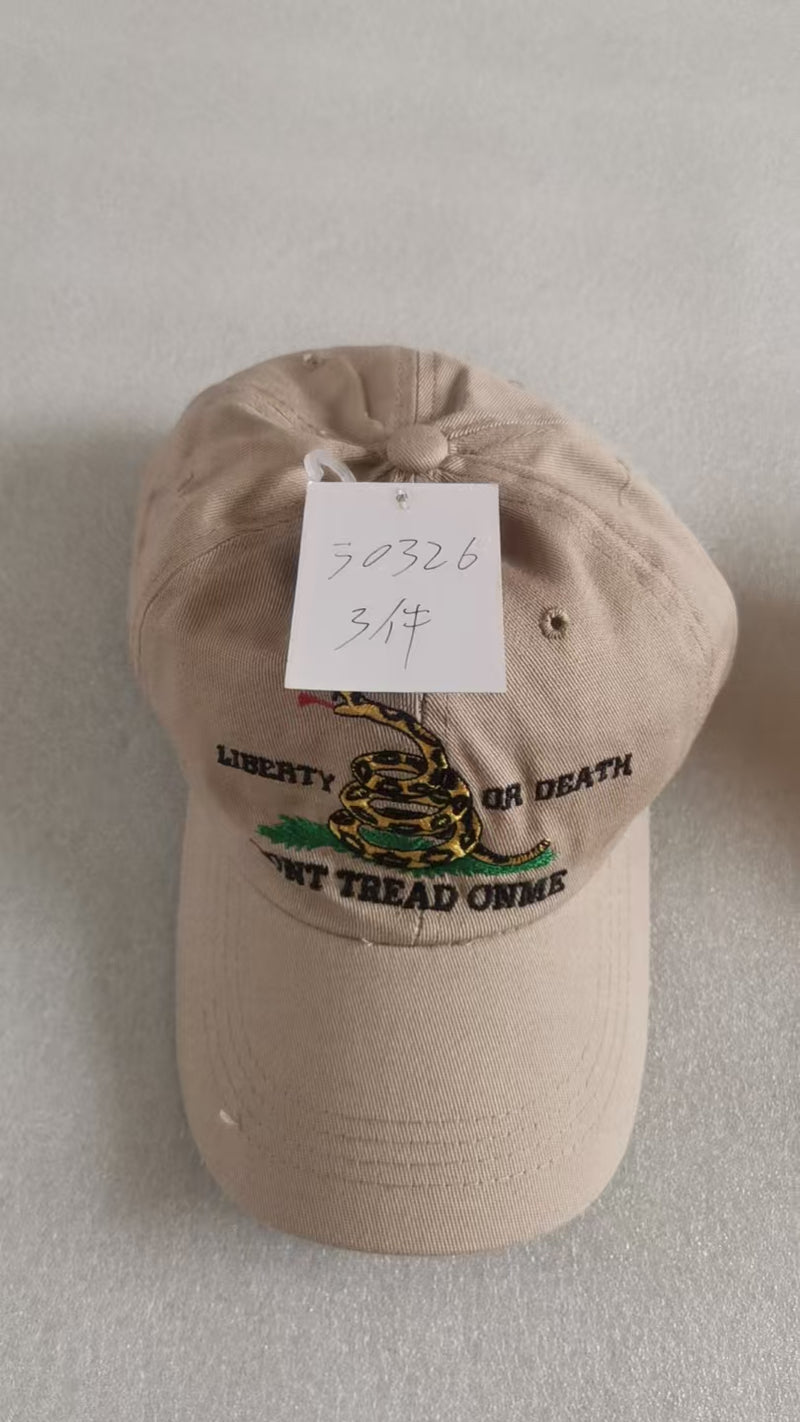 50326
3件
LIBERTY OR DEATH
ONT TREAD ONME